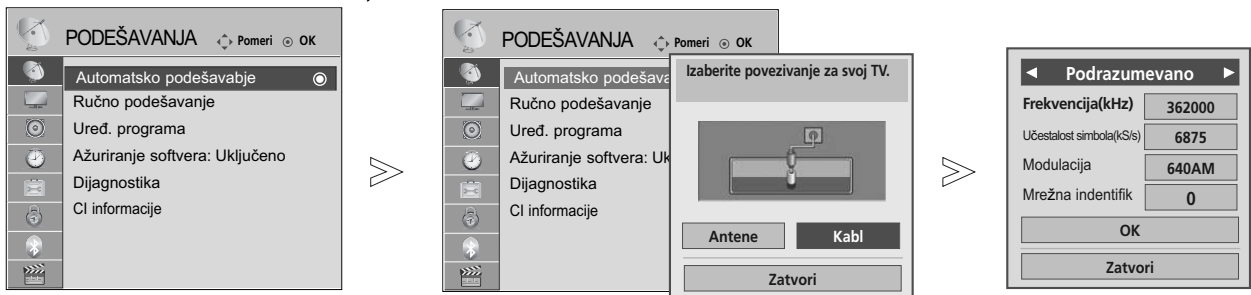 PODEŠAVANJA Pomeri OK
Automatsko podešavabje
Ručno podešavanje
Uređ. programa
Ažuriranje softvera: Uključeno
Dijagnostika
CI informacije
PODEŠAVANJA Pomeri OK
Automatsko podešava
Ručno podešavanje
Uređ. programa
Ažuriranje softvera: Uk
Dijagnostika
CI informacije
Izaberite povezivanje za svoj TV.
Antene Kabl
Zatvori
Podrazumevano
Frekvencija(kHz) 362000
Učestalost simbola(kS/s) 6875
Modulacija 640AM
Mrežna indentifik 0
OK
Zatvori